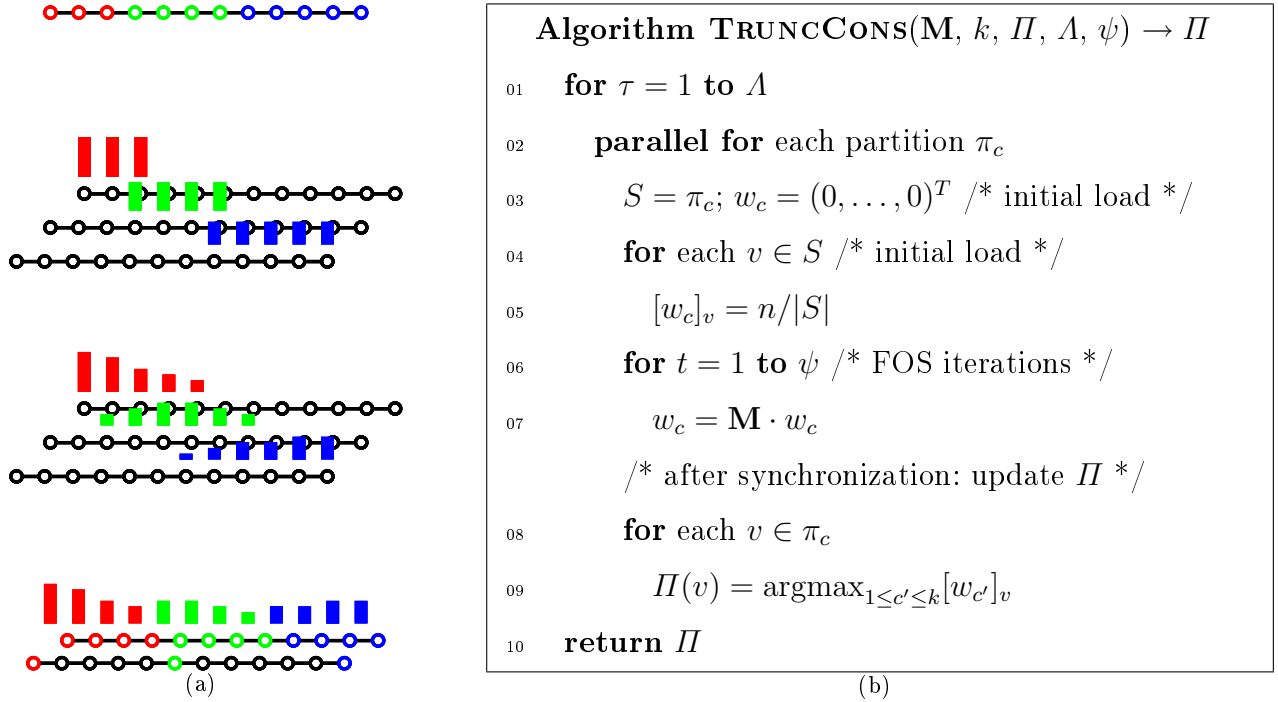 (a)
Algorithm TRUNCCONS(M, k, Π, Λ, ψ) → Π
01 for τ = 1 to Λ
02 parallel for each partition π_c
03 S = π_c; w_c = (0, . . . , 0)^T /* initial load */
04 for each v ∈ S /* initial load */
05 [w_c]_v = n/|S|
06 for t = 1 to ψ /* FOS iterations */
07 w_c = M · w_c
/* after synchronization: update Π */
08 for each v ∈ π_c
09 Π(v) = argmax_{1≤c'≤k}[w_{c'}]_v
10 return Π
(b)